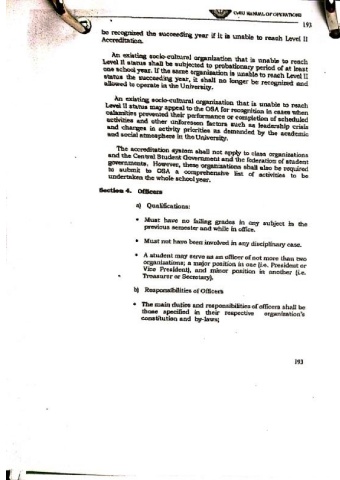 CvSU MANUAL OF OPERATIONS
193
be recognized the succeeding year if it is unable to reach Level II
Accreditation.
An existing socio-cultural organization that is unable to reach
Level II status shall be subjected to probationary period of at least
one school year. If the same organization is unable to reach Level II
status the succeeding year, it shall no longer be recognized and
allowed to operate in the University.
An existing socio-cultural organization that is unable to reach
Level II status may appeal to the OSA for recognition in cases when
calamities prevented their performance or completion of scheduled
activities and other unforeseen factors such as leadership crisis
and changes in activity priorities as demanded by the academic
and social atmosphere in the University.
The accreditation system shall not apply to class organizations
and the Central Student Government and the federation of student
governments. However, these organizations shall also be required
to submit to OSA a comprehensive list of activities to be
undertaken the whole school year.
Section 4. Officers
a) Qualifications:
• Must have no failing grades in any subject in the
previous semester and while in office.
• Must not have been involved in any disciplinary case.
• A student may serve as an officer of not more than two
organizations; a major position in one (i.e. President or
Vice President), and minor position in another (i.e.
Treasurer or Secretary).
b) Responsibilities of Officers
• The main duties and responsibilities of officers shall be
those specified in their respective organization's
constitution and by-laws;
193